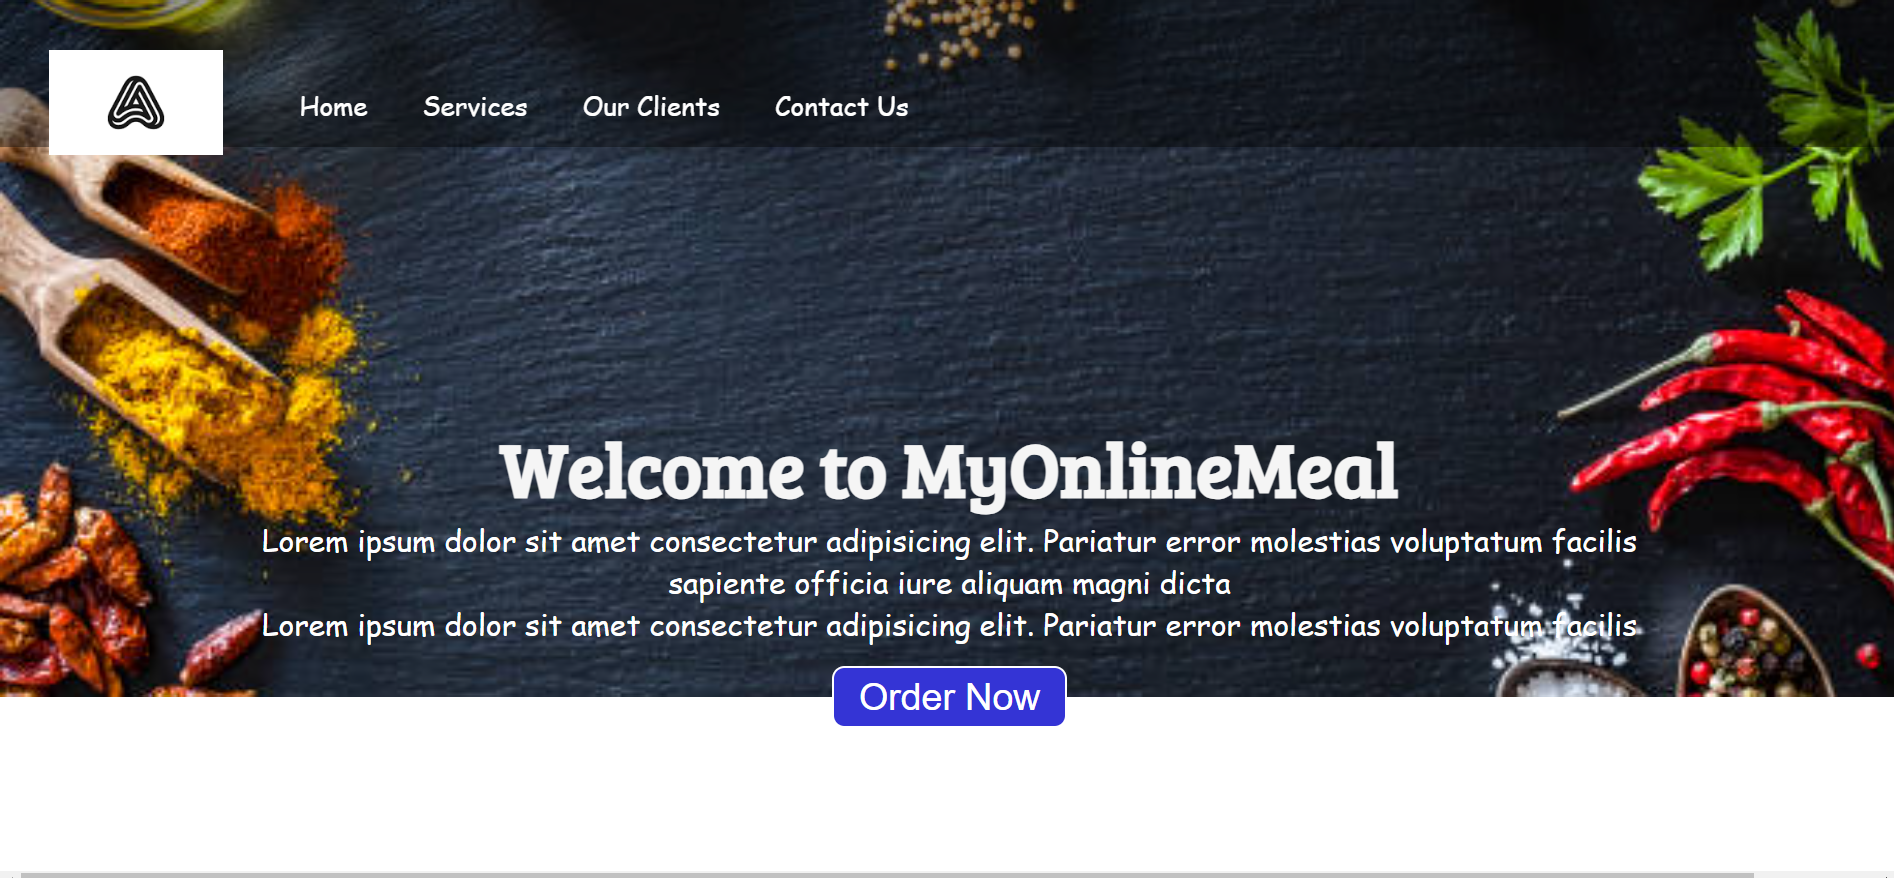 Home
Services
Our Clients
Contact Us
Welcome to MyOnlineMeal
Lorem ipsum dolor sit amet consectetur adipisicing elit. Pariatur error molestias voluptatum facilis
sapiente officia iure aliquam magni dicta
Lorem ipsum dolor sit amet consectetur adipisicing elit. Pariatur error molestias voluptatum facilis
Order Now